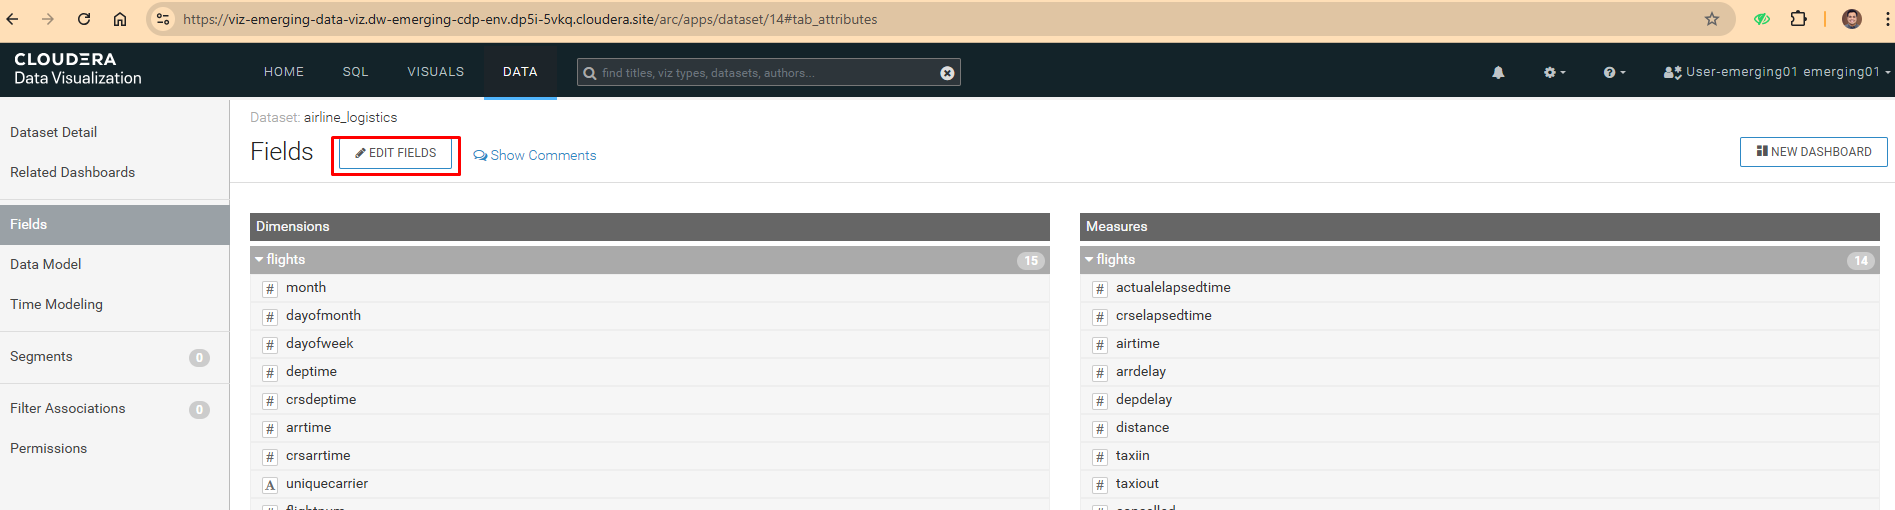 https://viz-emerging-data-viz.dw-emerging-cdp-env.dp5i-5vkq.cloudera.site/arc/apps/dataset/14#tab_attributes
CLOUDERA
Data Visualization
HOME
SQL
VISUALS
DATA
find titles, viz types, datasets, authors...
User-emerging01 emerging01
Dataset Detail
Related Dashboards
Fields
Data Model
Time Modeling
Segments 0
Filter Associations 0
Permissions
Dataset: airline_logistics
Fields
EDIT FIELDS
Show Comments
NEW DASHBOARD
Dimensions
flights 15
# month
# dayofmonth
# dayofweek
# deptime
# crsdeptime
# arrtime
# crsarrtime
A uniquecarrier
# flightnum
Measures
flights 14
# actualelapsedtime
# crselapsedtime
# airtime
# arrdelay
# depdelay
# distance
# taxiin
# taxiout
cancelled